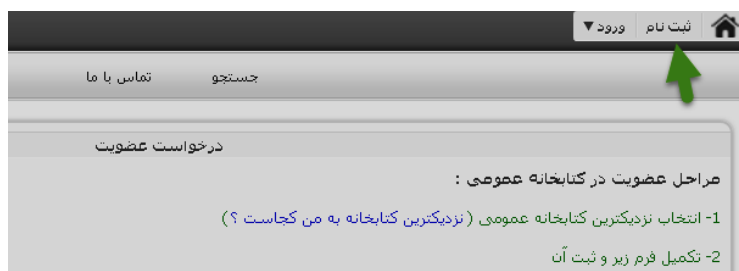 ثبت نام ورود ▼
جستجو تماس با ما
درخواست عضویت
مراحل عضویت در کتابخانه عمومی :
1- انتخاب نزدیکترین کتابخانه عمومی ( نزدیکترین کتابخانه به من کجاست ؟ )
2- تکمیل فرم زیر و ثبت آن